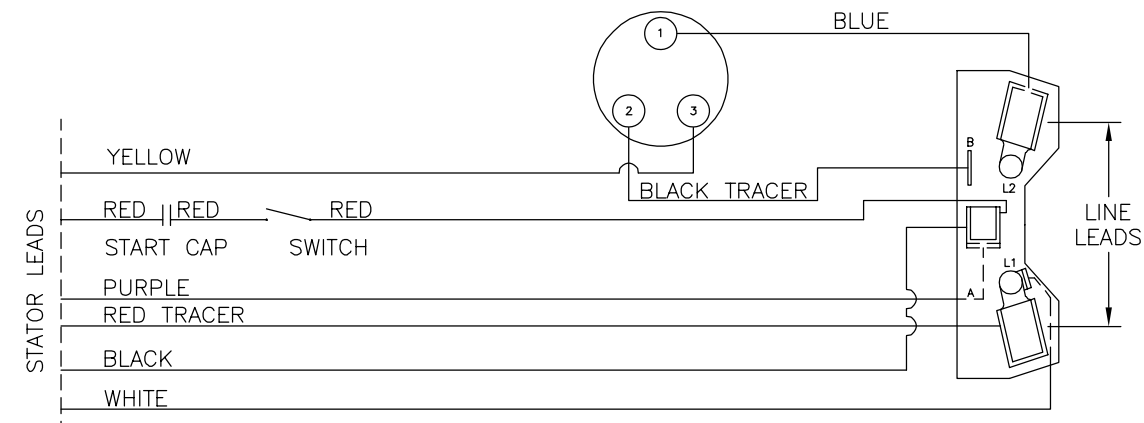 BLUE
1
2
3
YELLOW
B
BLACK TRACER
L2
RED RED RED
START CAP SWITCH
LINE
LEADS
STATOR LEADS
L1
PURPLE
A
RED TRACER
BLACK
WHITE